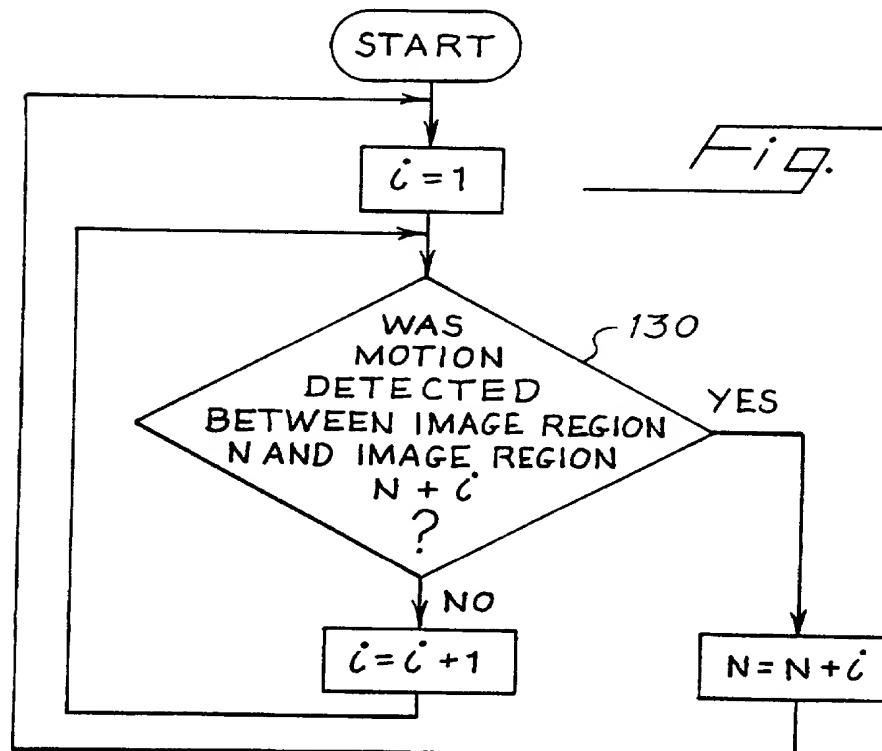 START
i = 1
Fig.
WAS
MOTION
DETECTED
BETWEEN IMAGE REGION
N AND IMAGE REGION
N + i
?
130
YES
NO
i = i + 1
N = N + i